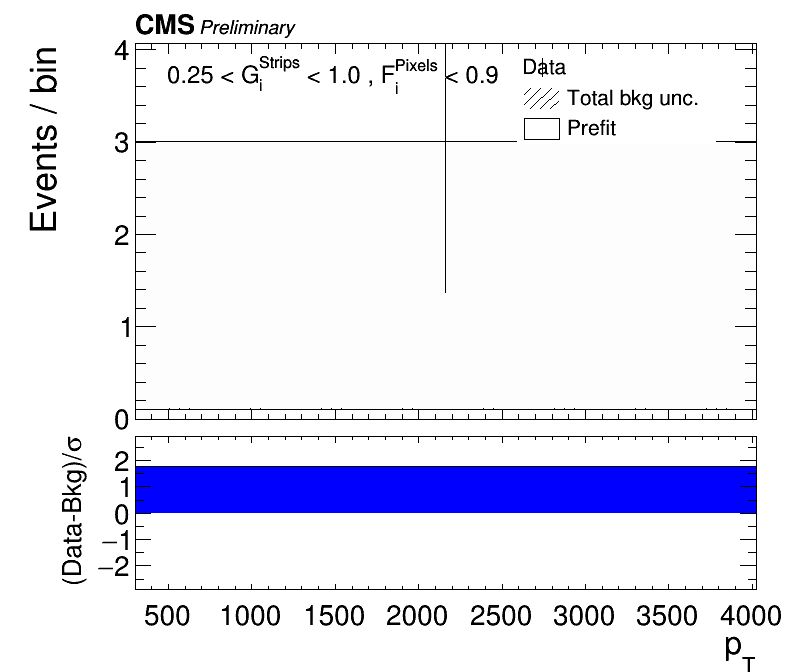 CMS Preliminary
Events / bin
4
3
2
1
0
0.25 < G_i^Strips < 1.0 , F_i^Pixels < 0.9
Data
Total bkg unc.
Prefit
(Data-Bkg)/σ
2
1
0
−1
−2
500 1000 1500 2000 2500 3000 3500 4000
p_T